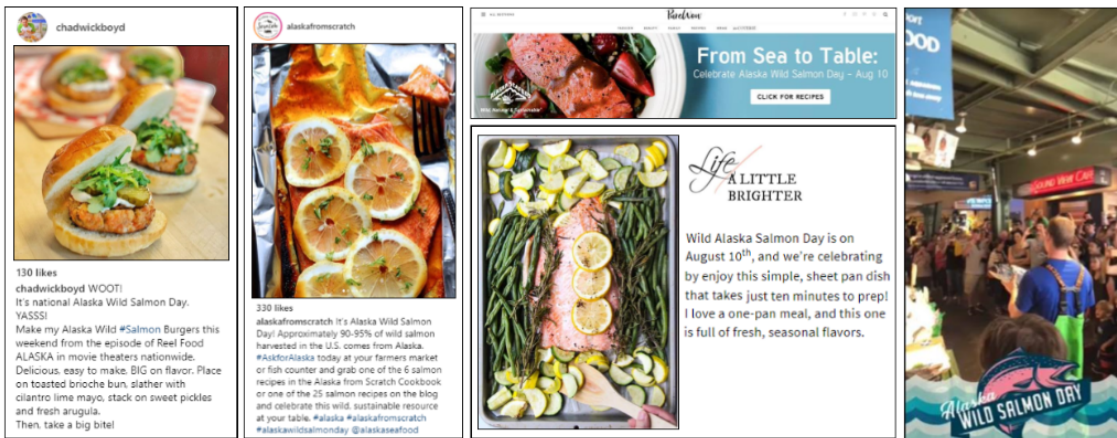 chadwickboyd
130 likes
chadwickboyd WOOT!
It's national Alaska Wild Salmon Day.
YASSS!
Make my Alaska Wild #Salmon Burgers this
weekend from the episode of Reel Food
ALASKA in movie theaters nationwide.
Delicious, easy to make, BIG on flavor. Place
on toasted brioche bun, slather with
cilantro lime mayo, stack on sweet pickles
and fresh arugula.
Then, take a big bite!
alaskafromscratch
330 likes
alaskafromscratch It's Alaska Wild Salmon
Day! Approximately 90-95% of wild salmon
harvested in the U.S. comes from Alaska.
#AskforAlaska today at your farmers market
or fish counter and grab one of the 6 salmon
recipes in the Alaska from Scratch Cookbook
or one of the 25 salmon recipes on the blog
and celebrate this wild, sustainable resource
at your table. #alaska #alaskafromscratch
#alaskawildsalmonday @alaskaseafood
PureWow
From Sea to Table:
Celebrate Alaska Wild Salmon Day – Aug 10
CLICK FOR RECIPES
Wild, Natural & Sustainable
Life
A LITTLE
BRIGHTER
Wild Alaska Salmon Day is on
August 10th, and we're celebrating
by enjoy this simple, sheet pan dish
that takes just ten minutes to prep!
I love a one-pan meal, and this one
is full of fresh, seasonal flavors.
OOD
Alaska
WILD SALMON DAY